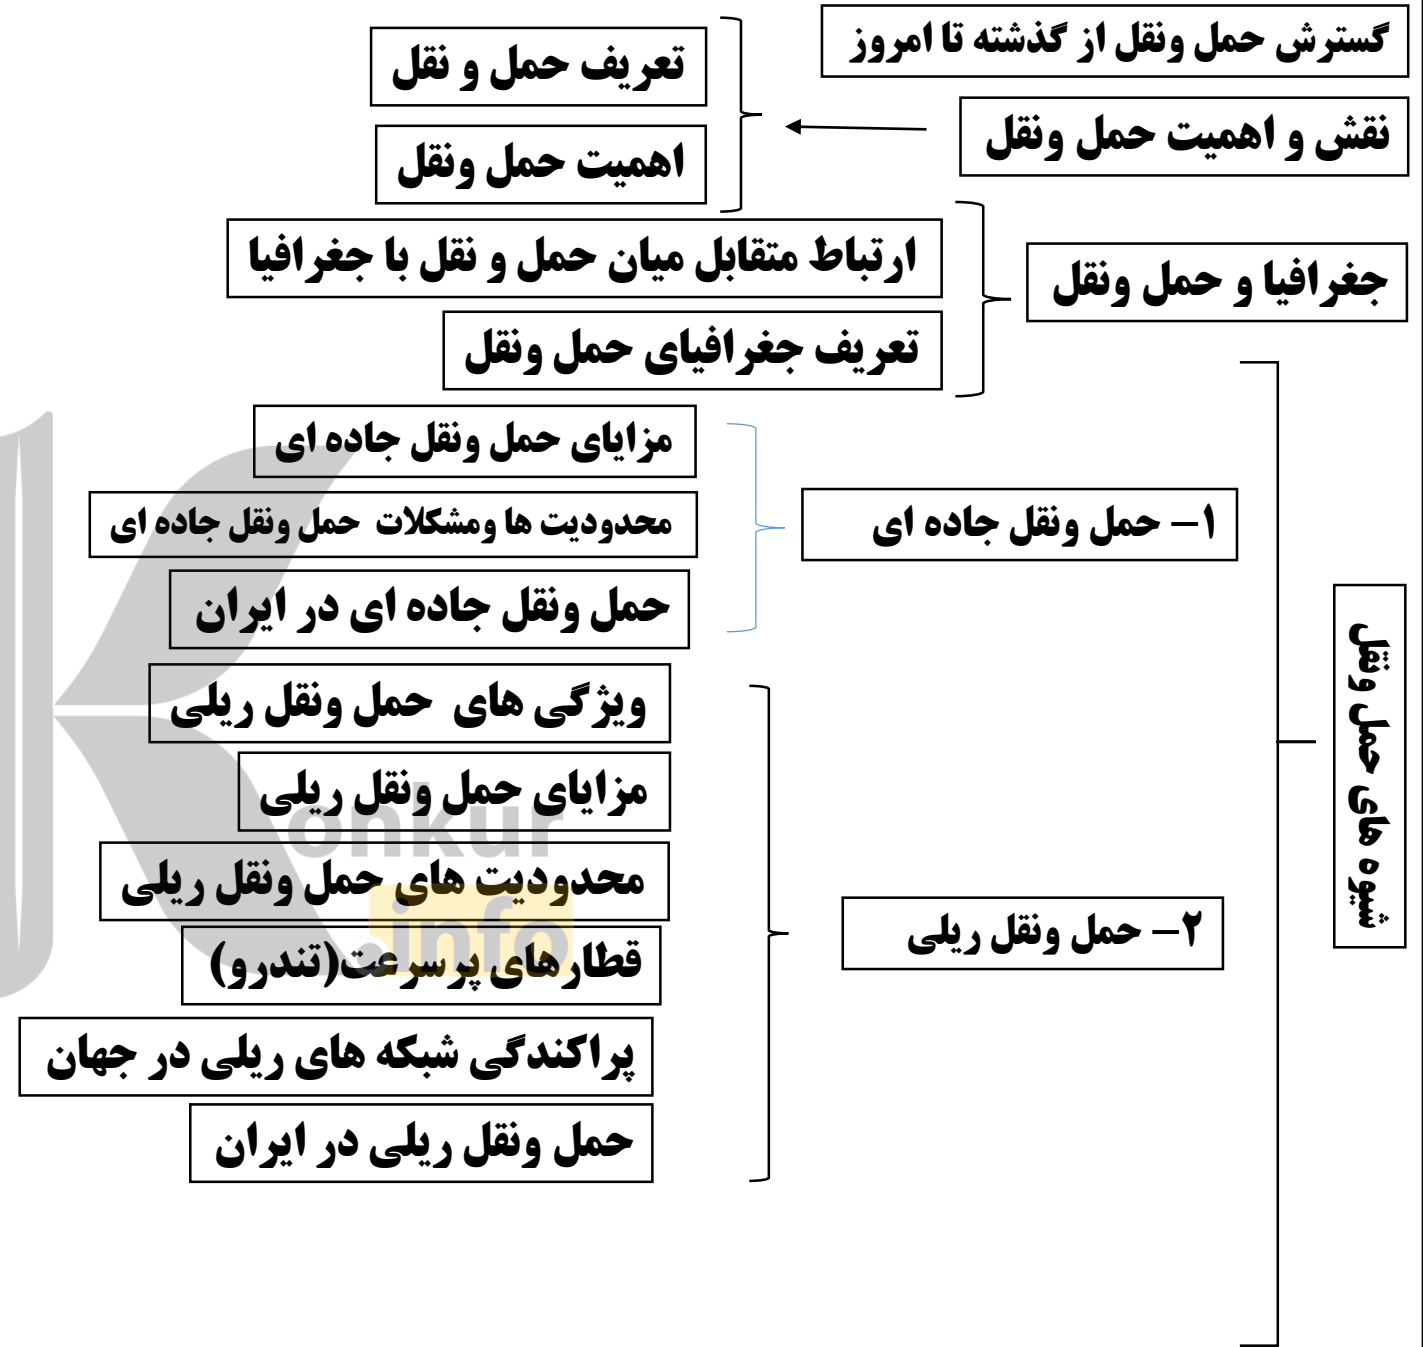 گسترش حمل ونقل از گذشته تا امروز
نقش و اهمیت حمل ونقل
تعریف حمل و نقل
اهمیت حمل ونقل
جغرافیا و حمل ونقل
ارتباط متقابل میان حمل و نقل با جغرافیا
تعریف جغرافیای حمل ونقل
شیوه های حمل ونقل
۱– حمل ونقل جاده ای
مزایای حمل ونقل جاده ای
محدودیت ها ومشکلات حمل ونقل جاده ای
حمل ونقل جاده ای در ایران
۲– حمل ونقل ریلی
ویژگی های حمل ونقل ریلی
مزایای حمل ونقل ریلی
محدودیت های حمل ونقل ریلی
قطارهای پرسرعت(تندرو)
پراکندگی شبکه های ریلی در جهان
حمل ونقل ریلی در ایران
Konkur
.info